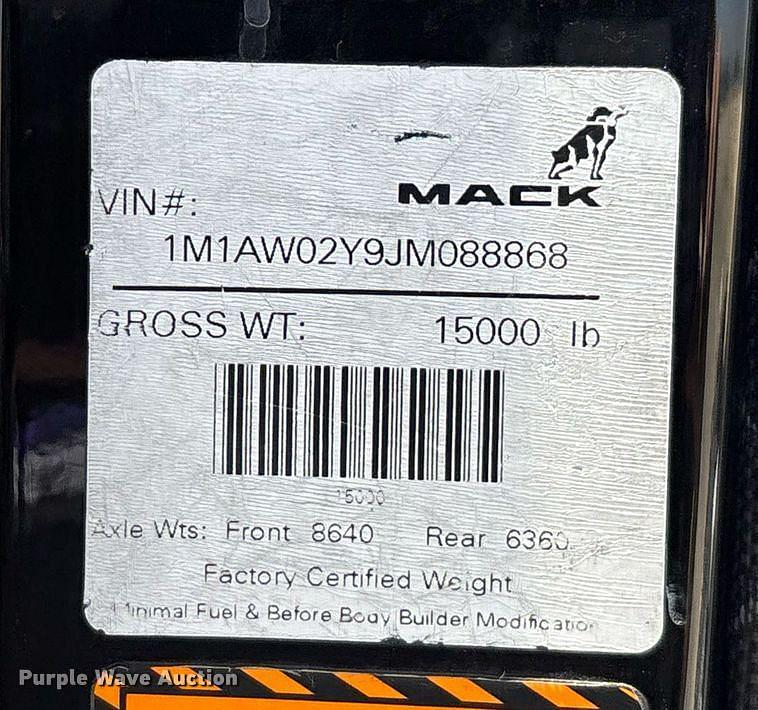 MACK
VIN#:
1M1AW02Y9JM088868
GROSS WT: 15000 lb
15000
Axle Wts: Front 8640 Rear 6360
Factory Certified Weight
Minimal Fuel & Before Body Builder Modification
Purple Wave Auction